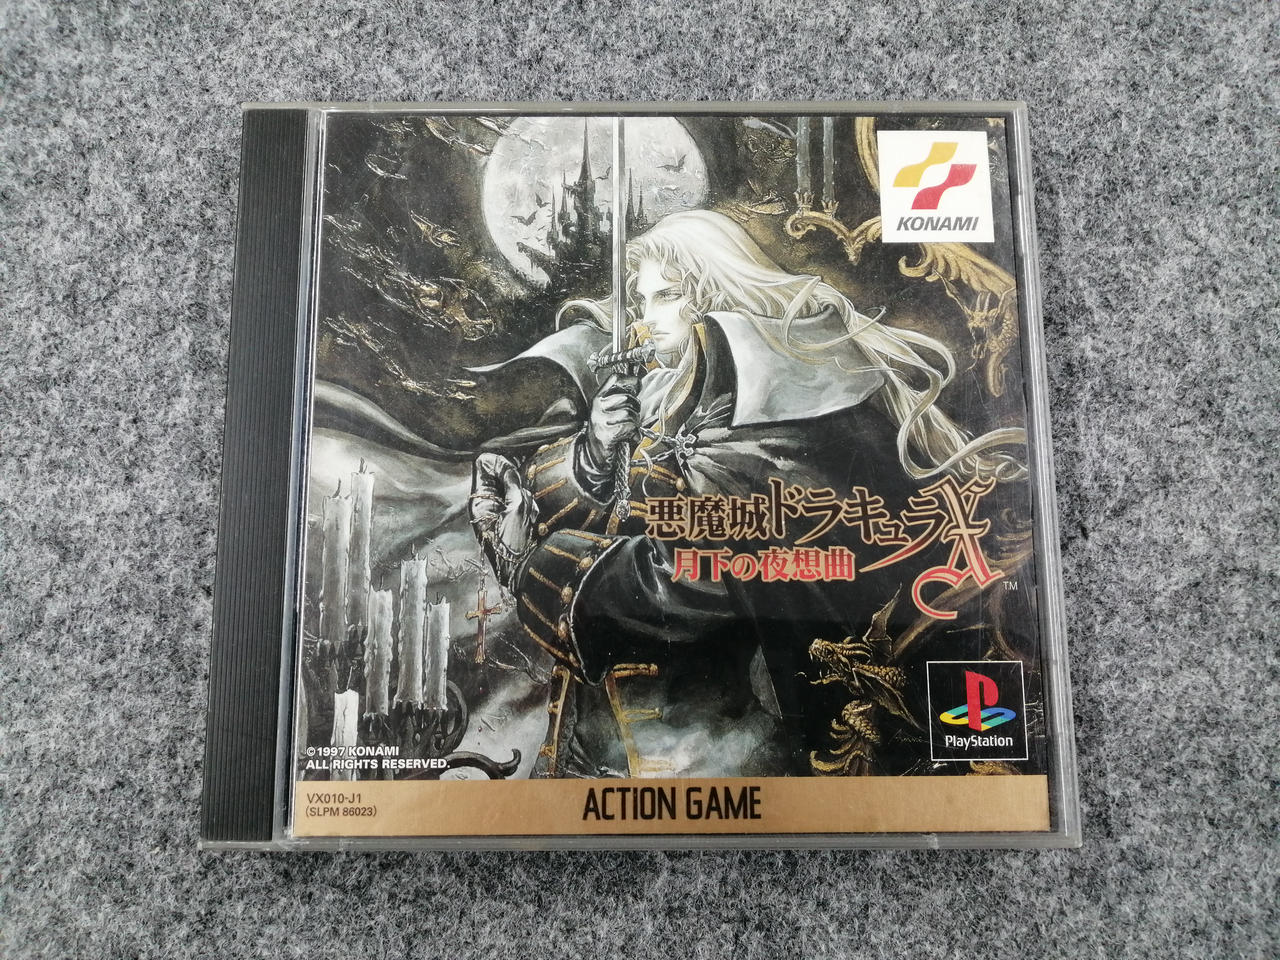 KONAMI
悪魔城ドラキュラX
月下の夜想曲
TM
PlayStation
©1997 KONAMI
ALL RIGHTS RESERVED.
VX010-J1
(SLPM 86023)
ACTION GAME